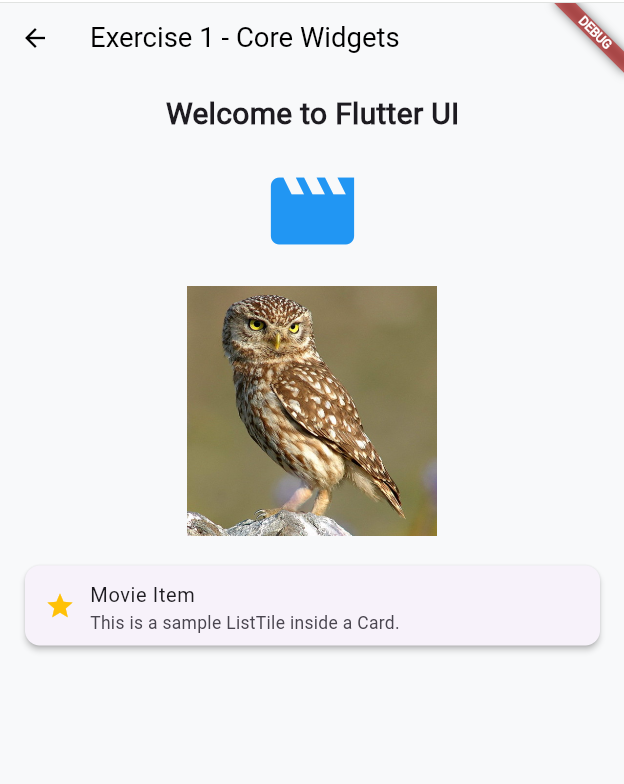 Exercise 1 - Core Widgets
DEBUG
Welcome to Flutter UI
Movie Item
This is a sample ListTile inside a Card.